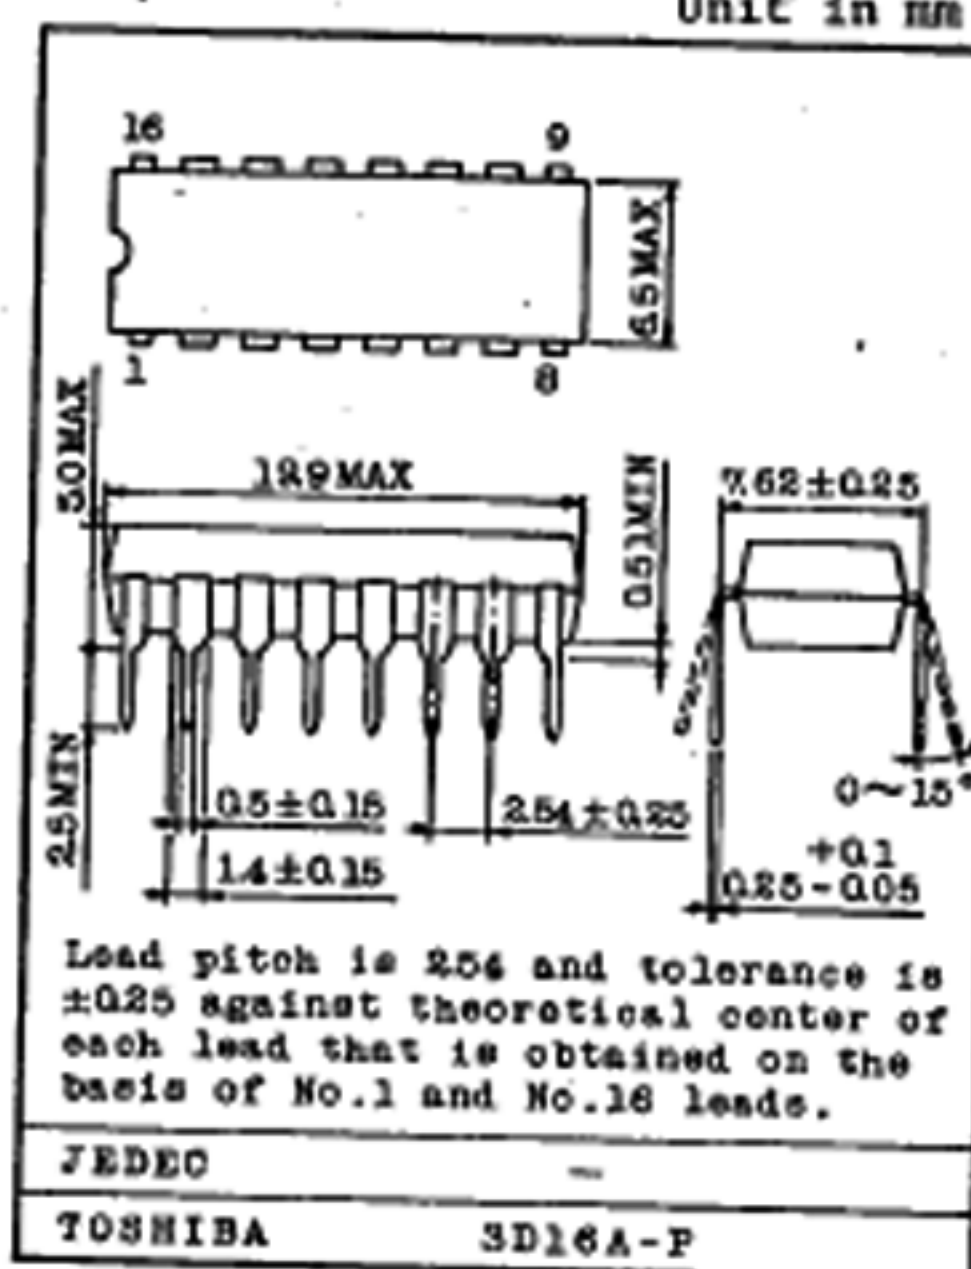 Unit in mm
16 9
6.5MAX
1 8
5.0MAX
19.9MAX
0.51MIN
7.62±0.25
2.8MIN
0.5±0.15
2.54±0.25
0~15°
1.4±0.15
+0.1
0.25-0.05
Lead pitch is 2.54 and tolerance is
±0.25 against theoretical center of
each lead that is obtained on the
basis of No.1 and No.16 leads.
JEDEC —
TOSHIBA 3D16A-P